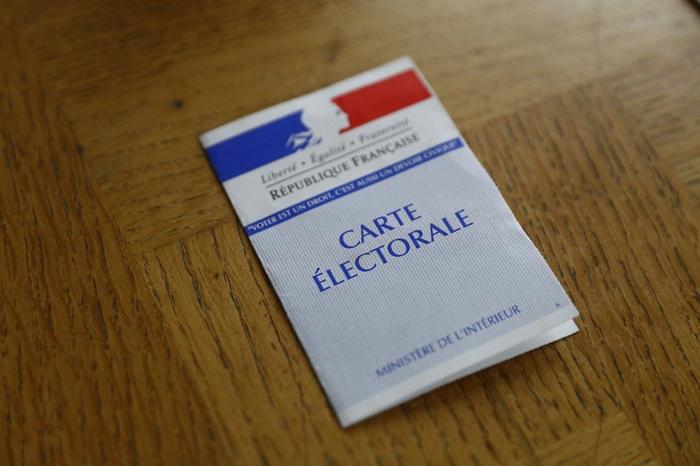 Liberté • Égalité • Fraternité
RÉPUBLIQUE FRANÇAISE
"VOTER EST UN DROIT, C'EST AUSSI UN DEVOIR CIVIQUE"
CARTE
ÉLECTORALE
MINISTÈRE DE L'INTÉRIEUR